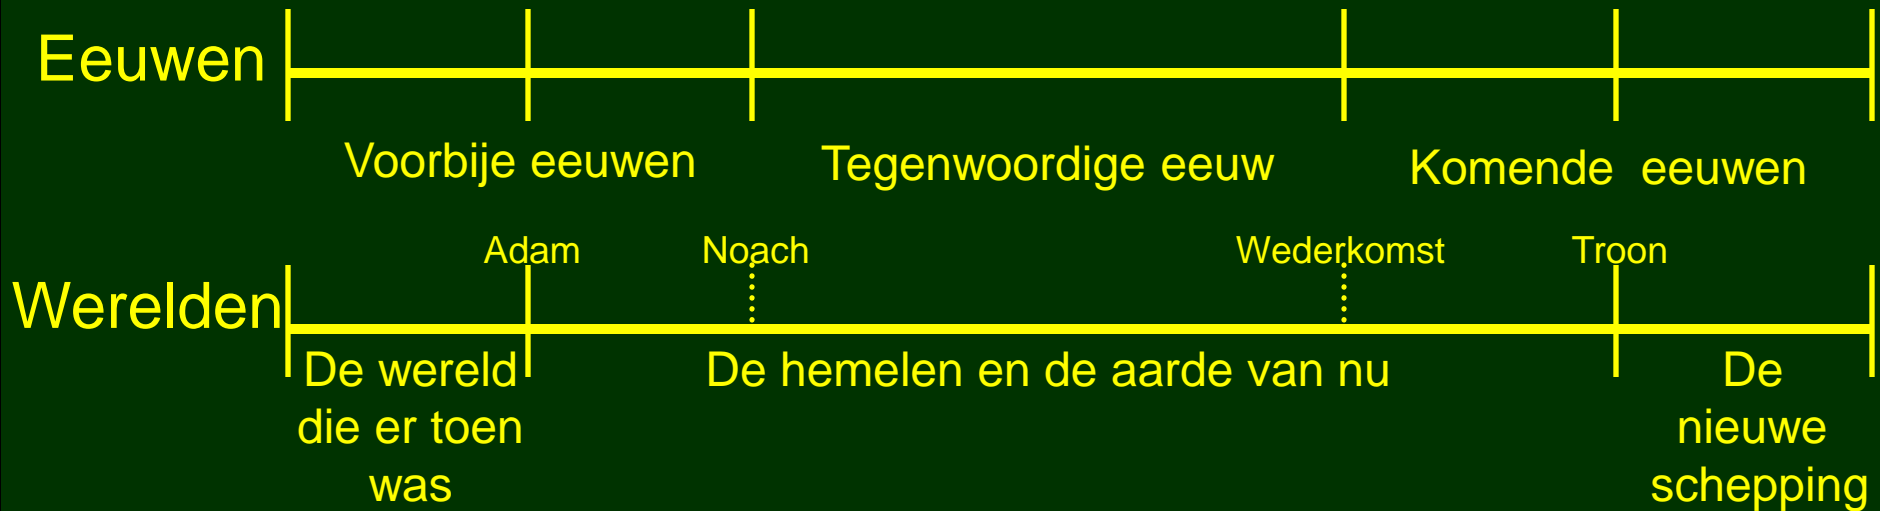 Eeuwen
Voorbije eeuwen Tegenwoordige eeuw Komende eeuwen
Adam Noach Wederkomst Troon
Werelden
De wereld De hemelen en de aarde van nu De
die er toen nieuwe
was schepping